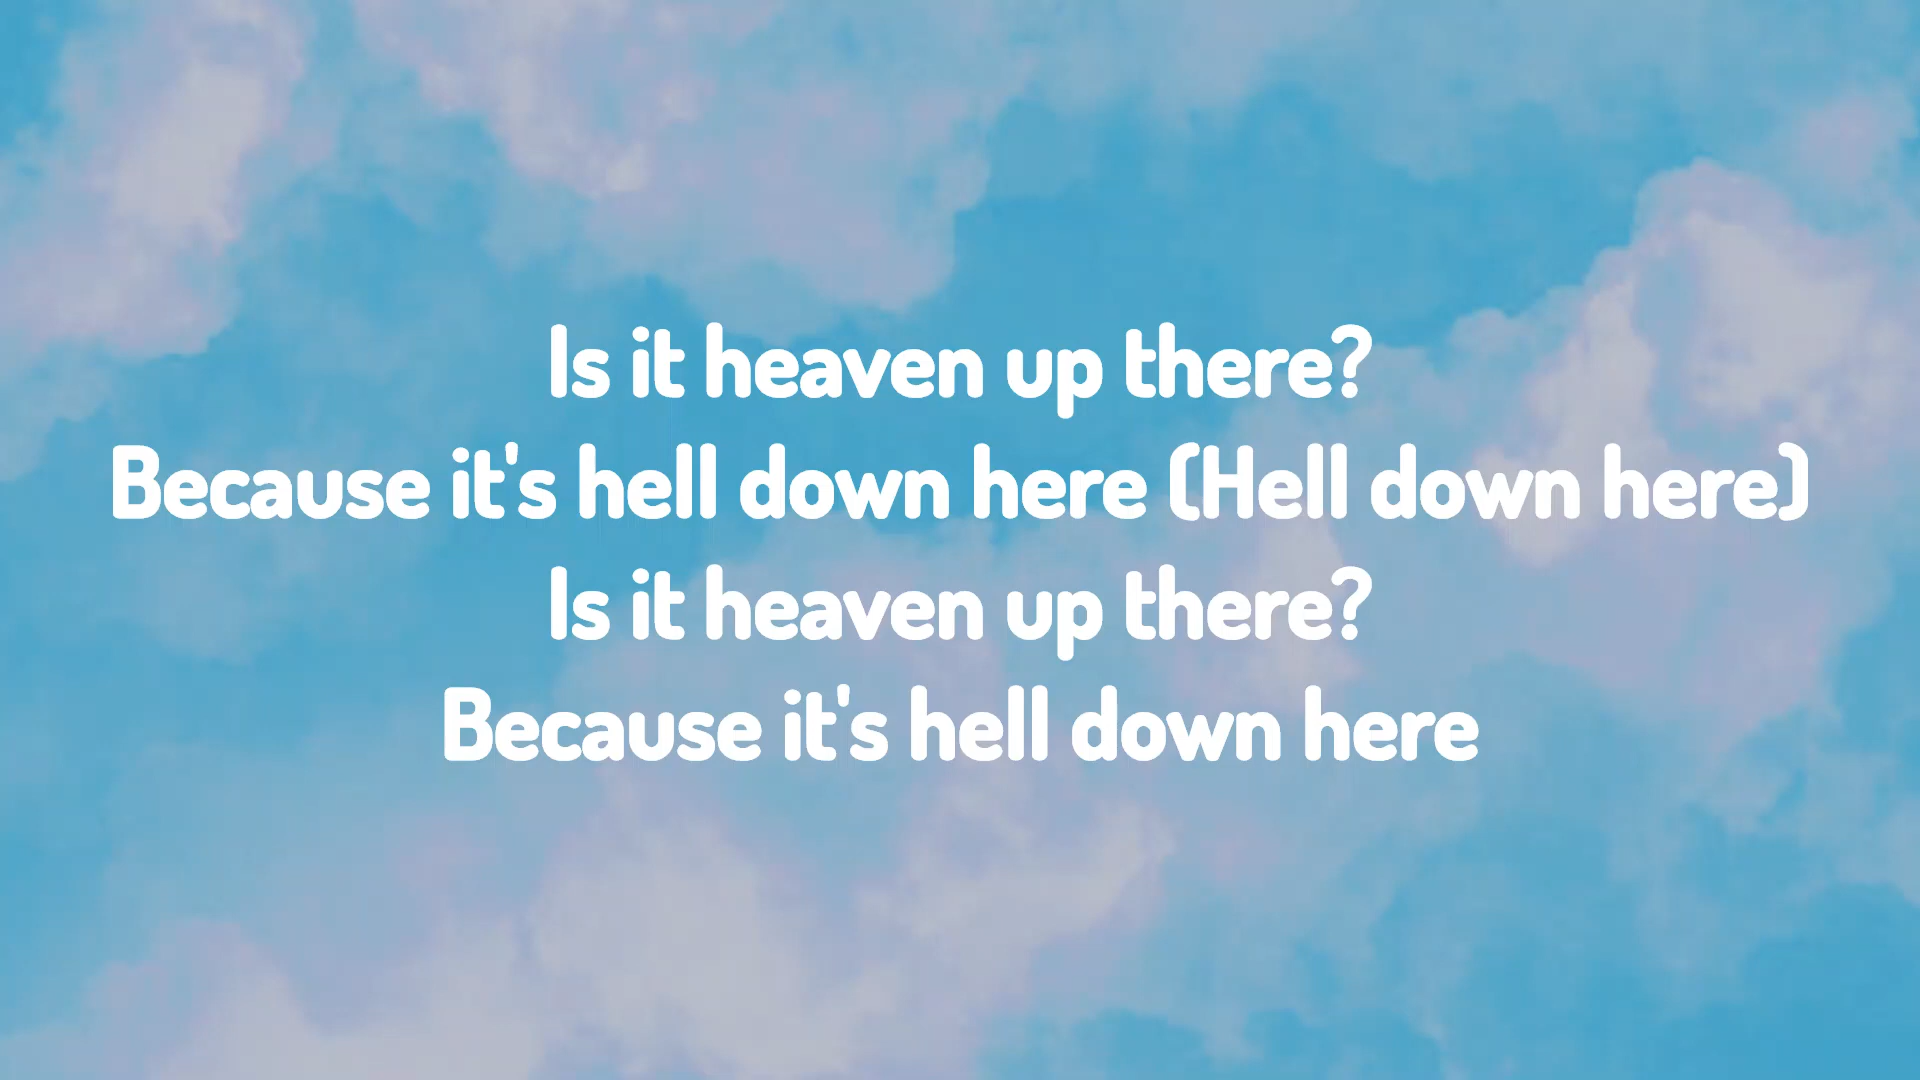 Is it heaven up there?
Because it's hell down here (Hell down here)
Is it heaven up there?
Because it's hell down here